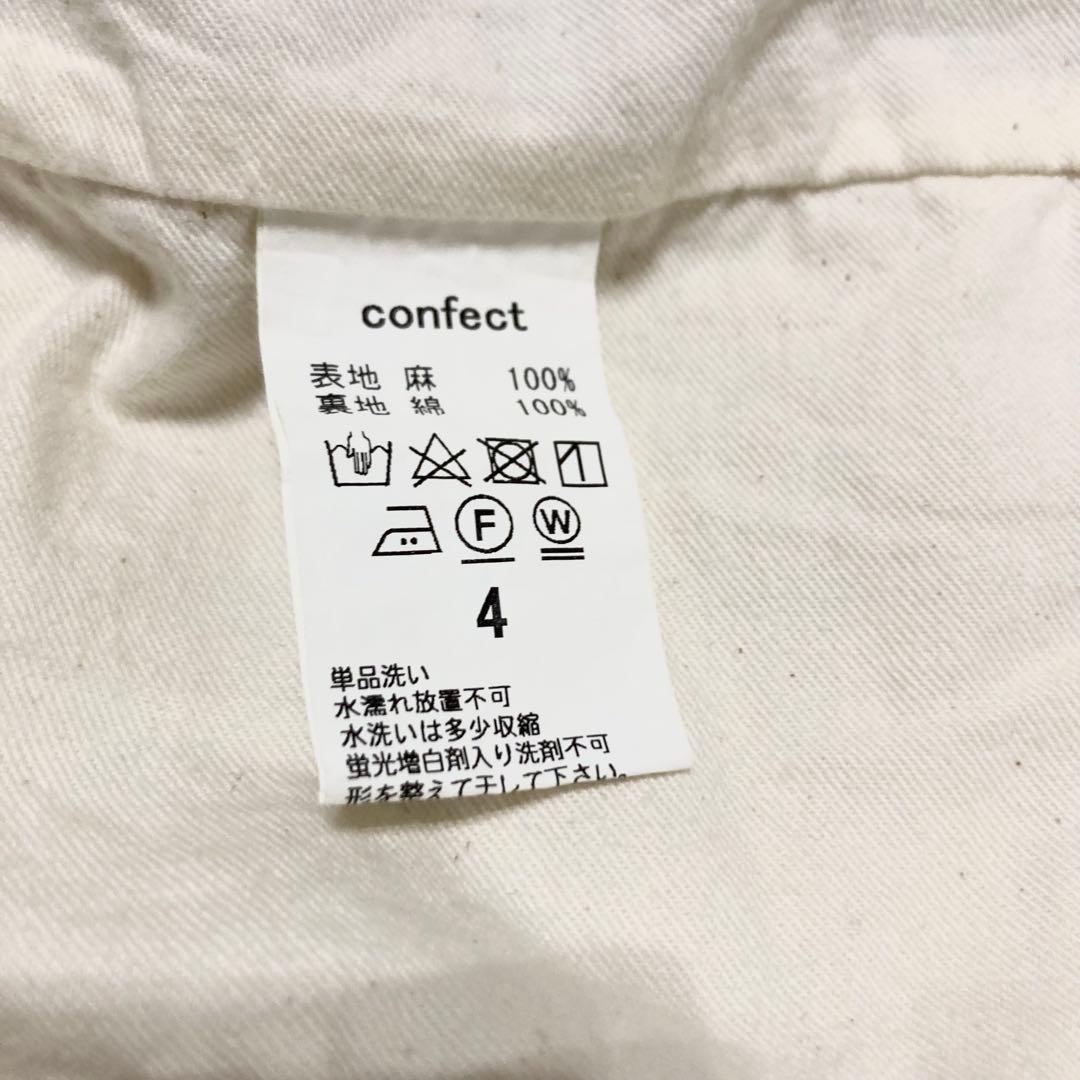 confect
表地 麻 100%
裏地 綿 100%
F W
4
単品洗い
水濡れ放置不可
水洗いは多少収縮
蛍光増白剤入り洗剤不可
形を整えて干して下さい。